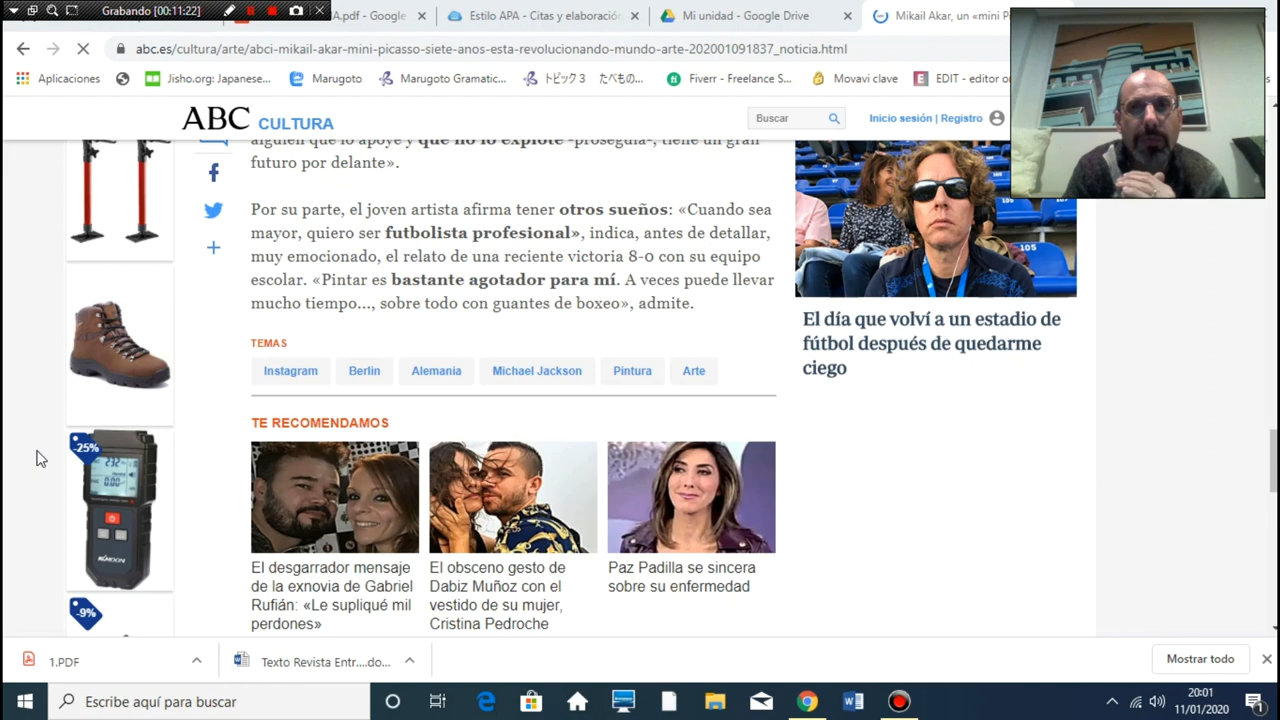 Grabando [00:11:22]
A.pdf - Google
Estilo APA - Citas y elaboración
Mi unidad - Google Drive
Mikail Akar, un «mini P
abc.es/cultura/arte/abci-mikail-akar-mini-picasso-siete-anos-esta-revolucionando-mundo-arte-202001091837_noticia.html
Aplicaciones
Jisho.org: Japanese...
Marugoto
Marugoto Gramatic...
トピック3 たべもの...
Fiverr - Freelance S...
Movavi clave
EDIT - editor o
ABC CULTURA
Buscar
Inicio sesión | Registro
alguien que lo apoye y que no lo explote -proseguía-, tiene un gran
futuro por delante».
Por su parte, el joven artista afirma tener otros sueños: «Cuando sea
mayor, quiero ser futbolista profesional», indica, antes de detallar,
muy emocionado, el relato de una reciente victoria 8-0 con su equipo
escolar. «Pintar es bastante agotador para mí. A veces puede llevar
mucho tiempo..., sobre todo con guantes de boxeo», admite.
TEMAS
Instagram
Berlin
Alemania
Michael Jackson
Pintura
Arte
TE RECOMENDAMOS
El desgarrador mensaje
de la exnovia de Gabriel
Rufián: «Le supliqué mil
perdones»
El obsceno gesto de
Dabiz Muñoz con el
vestido de su mujer,
Cristina Pedroche
Paz Padilla se sincera
sobre su enfermedad
105
El día que volví a un estadio de
fútbol después de quedarme
ciego
-25%
-9%
1.PDF
Texto Revista Entr....do...
Mostrar todo
Escribe aquí para buscar
20:01
11/01/2020
1